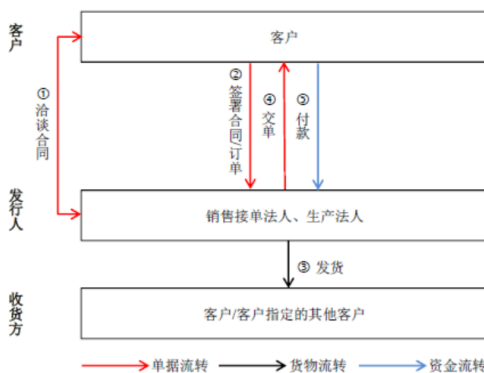 客户
客户
①洽谈合同
②签署合同/订单
④交单
⑤付款
发行人
销售接单法人、生产法人
③ 发货
收货方
客户/客户指定的其他客户
单据流转
货物流转
资金流转